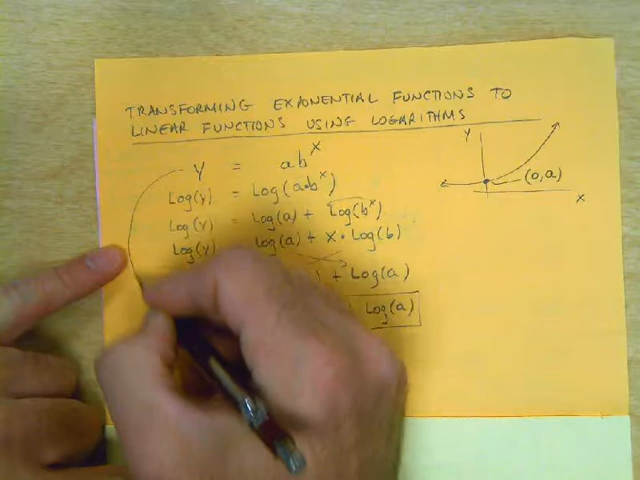 TRANSFORMING EXPONENTIAL FUNCTIONS TO
LINEAR FUNCTIONS USING LOGARITHMS
Y = ab^x
Log(y) = Log(a·b^x)
Log(y) = Log(a) + Log(b^x)
Log(y) Log(a) + x · Log(b)
+ Log(a)
Log(a)
Y
(0,a)
X